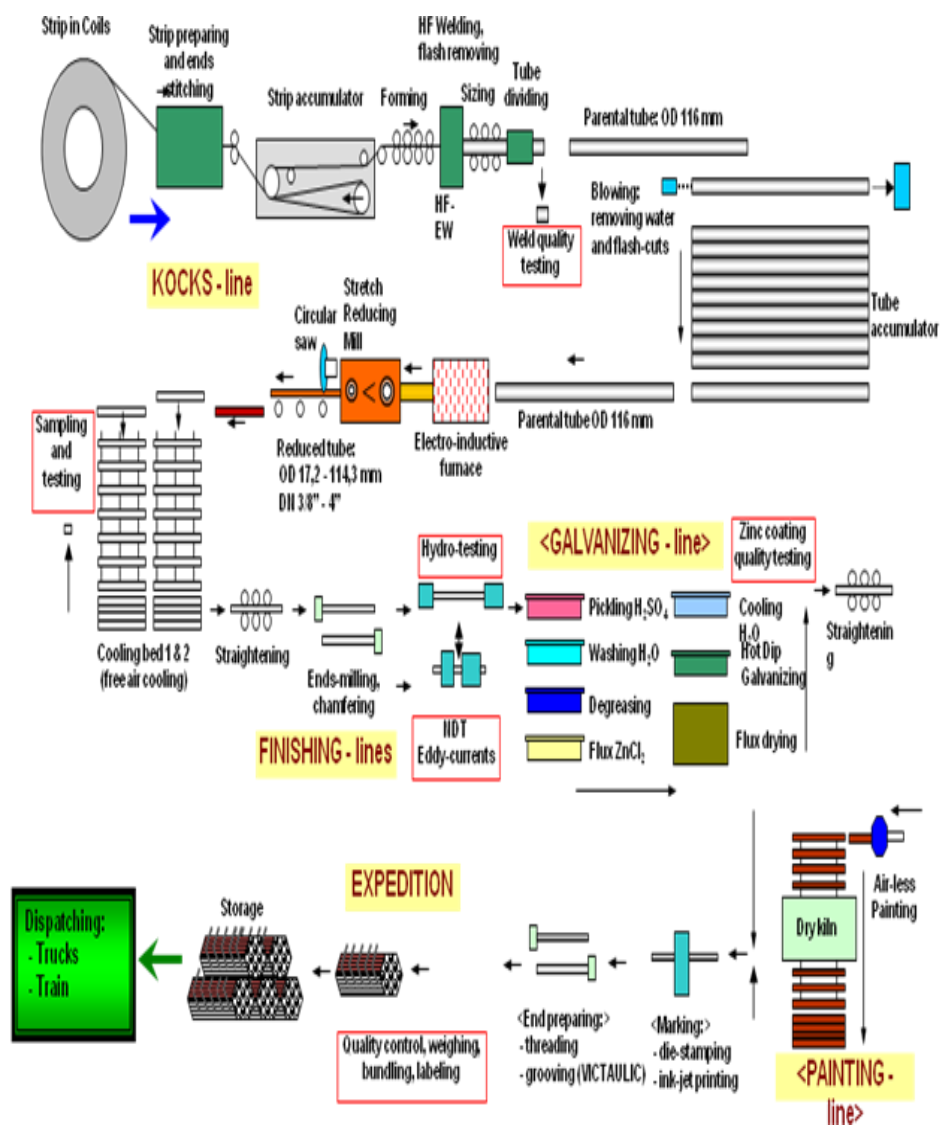 Strip in Coils
Strip preparing
and ends
stitching
Strip accumulator
Forming
HF Welding,
flash removing
Sizing
Tube
dividing
Parental tube: OD 116 mm
HF-
EW
Weld quality
testing
Blowing:
removing water
and flash-cuts
Tube
accumulator
KOCKS - line
Circular
saw
Stretch
Reducing
Mill
<
Reduced tube:
OD 17,2 - 114,3 mm
DN 3/8" - 4"
Electro-inductive
furnace
Parental tube OD 116 mm
Sampling
and
testing
Cooling bed 1 & 2
(free air cooling)
Straightening
Ends-milling,
chamfering
FINISHING - lines
Hydro-testing
NDT
Eddy-currents
<GALVANIZING - line>
Pickling H₂SO₄
Washing H₂O
Degreasing
Flux ZnCl₂
Zinc coating
quality testing
Cooling
H₂O
Hot Dip
Galvanizing
Flux drying
Straightenin
g
Air-less
Painting
Dry kiln
<PAINTING -
line>
<Marking:>
- die-stamping
- ink-jet printing
<End preparing:>
- threading
- grooving (VICTAULIC)
EXPEDITION
Quality control, weighing,
bundling, labeling
Storage
Dispatching:
- Trucks
- Train